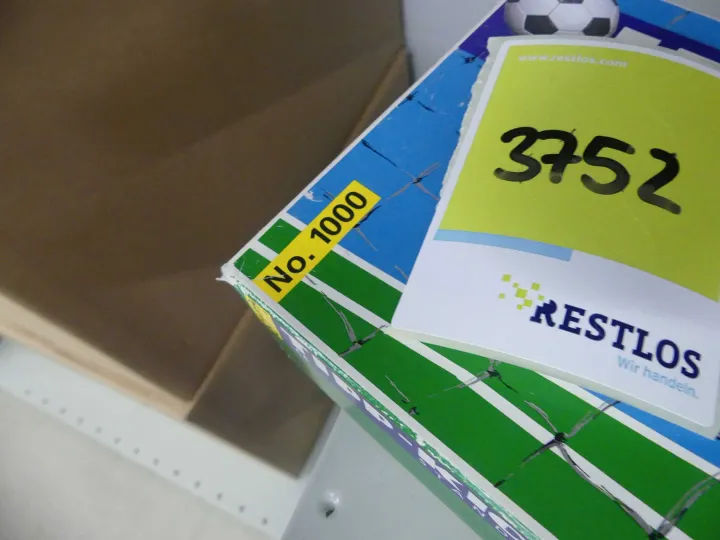 www.restlos.com
3752
No. 1000
RESTLOS
Wir handeln.